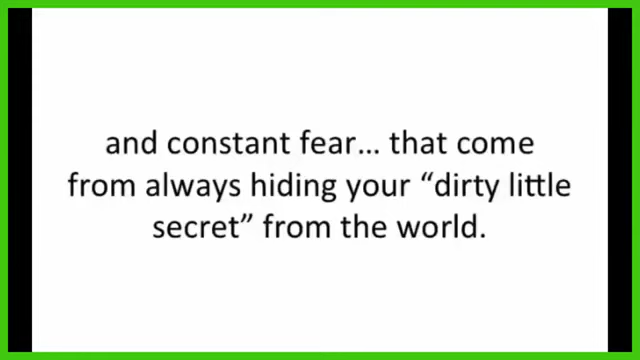 and constant fear... that come
from always hiding your “dirty little
secret” from the world.